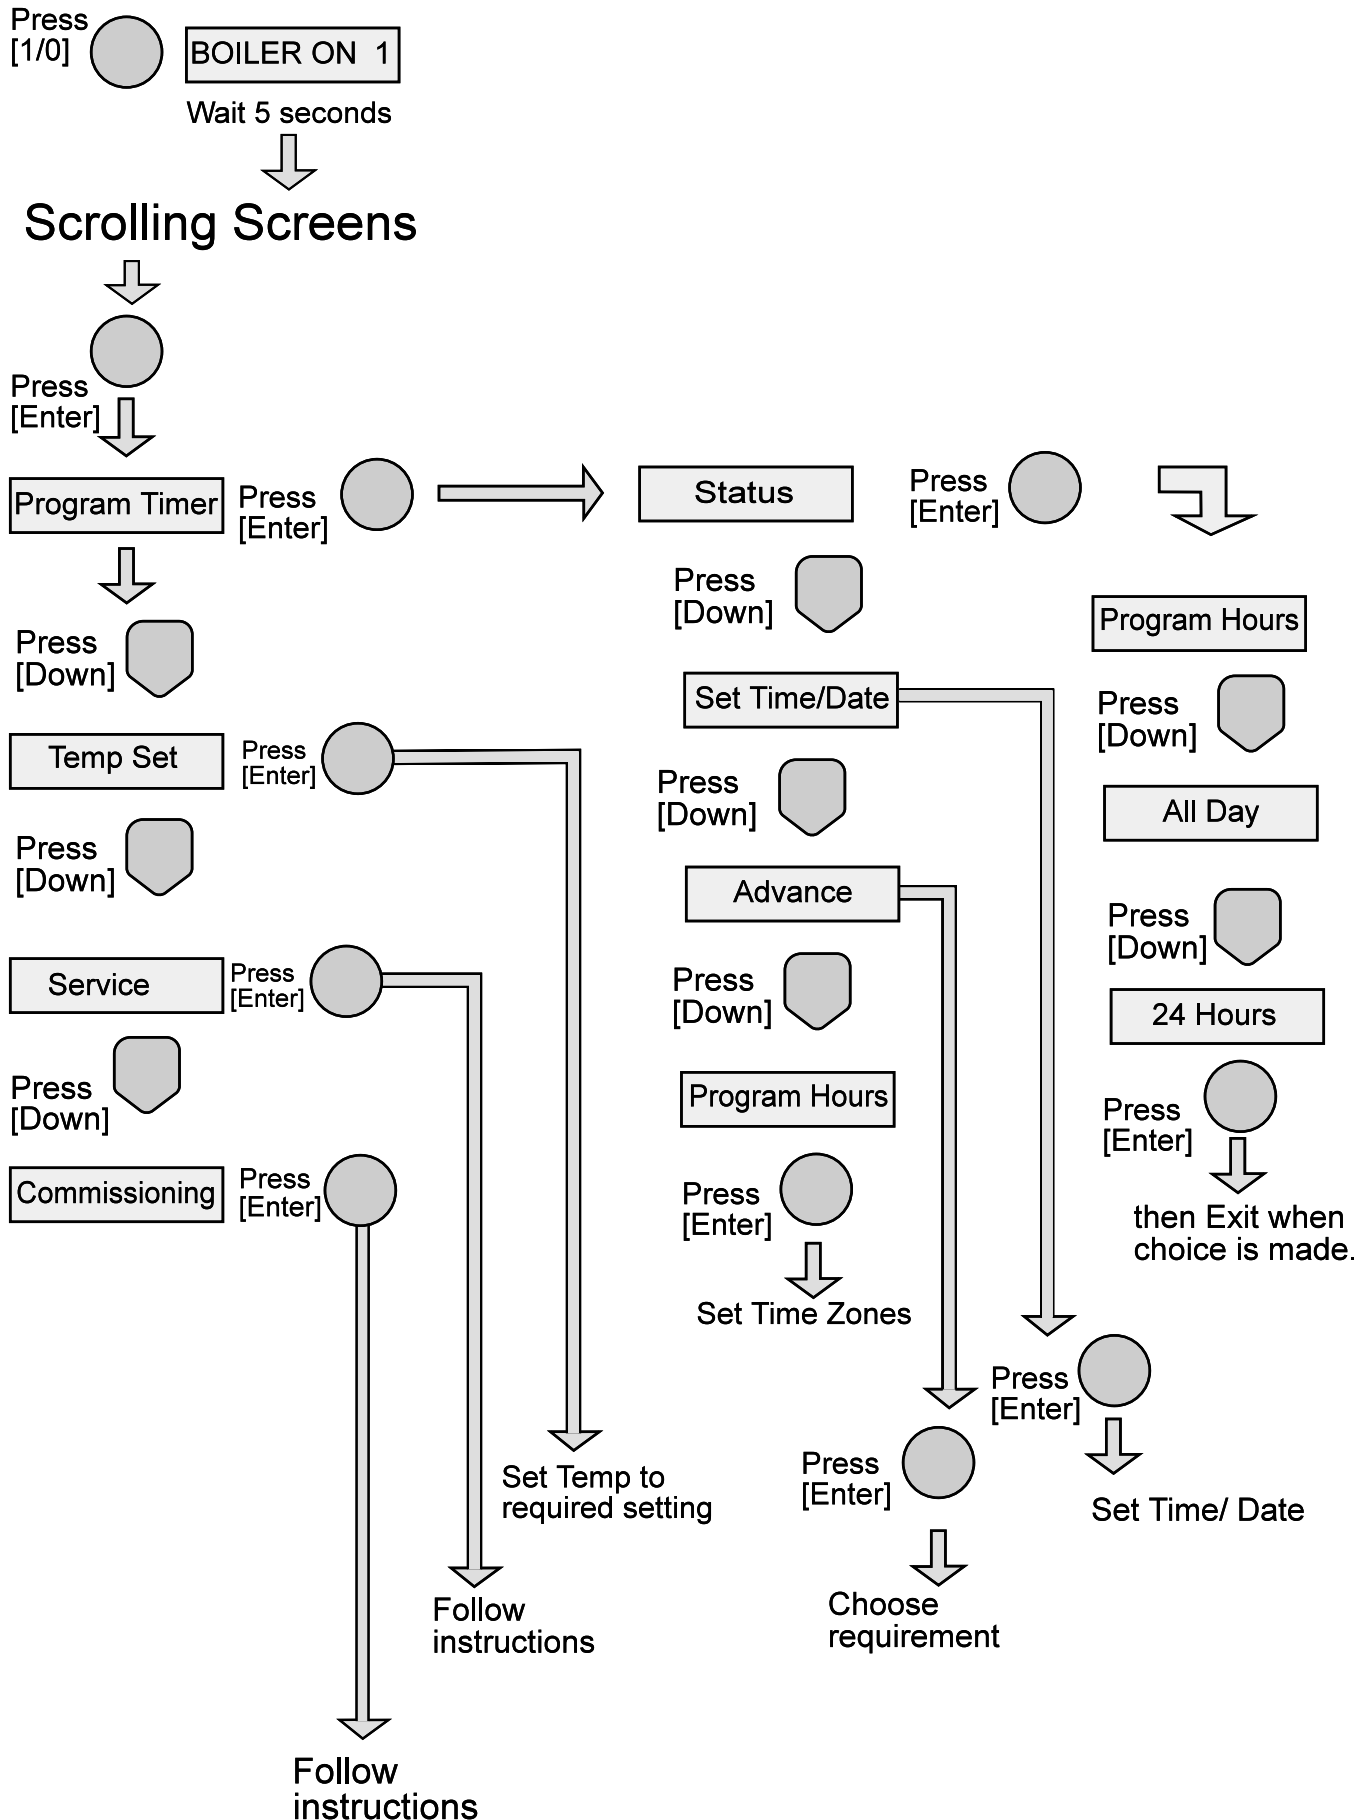 Press
[1/0]
BOILER ON  1
Wait 5 seconds
Scrolling Screens
Press
[Enter]
Program Timer
Press
[Enter]
Press
[Down]
Temp Set
Press
[Enter]
Press
[Down]
Service
Press
[Enter]
Press
[Down]
Commissioning
Press
[Enter]
Set Temp to
required setting
Follow
instructions
Follow
instructions
Status
Press
[Enter]
Press
[Down]
Set Time/Date
Press
[Down]
Advance
Press
[Down]
Program Hours
Press
[Enter]
Set Time Zones
Press
[Enter]
Choose
requirement
Press
[Enter]
Set Time/ Date
Program Hours
Press
[Down]
All Day
Press
[Down]
24 Hours
Press
[Enter]
then Exit when
choice is made.